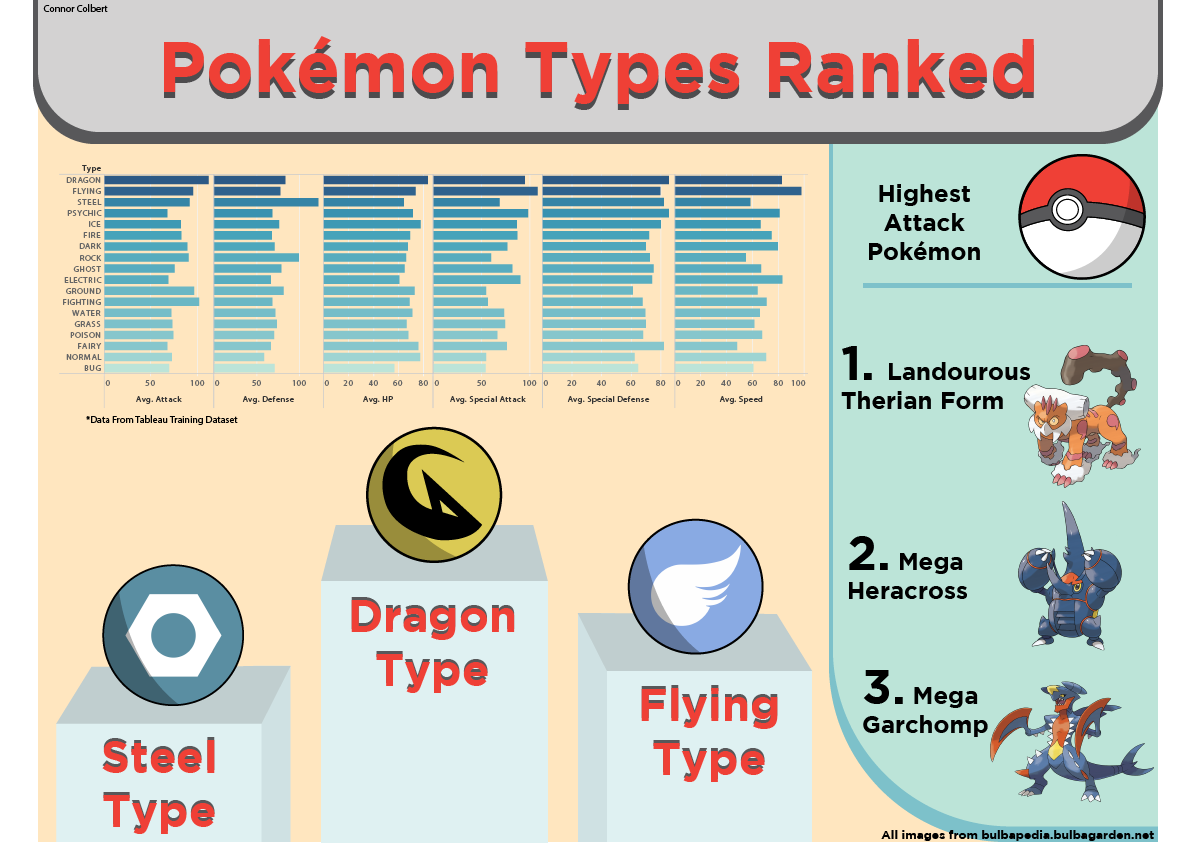 Connor Colbert
Pokémon Types Ranked
Type
DRAGON
FLYING
STEEL
PSYCHIC
ICE
FIRE
DARK
ROCK
GHOST
ELECTRIC
GROUND
FIGHTING
WATER
GRASS
POISON
FAIRY
NORMAL
BUG
0 50 100 0 50 100 0 20 40 60 80 0 50 100 0 20 40 60 80 0 20 40 60 80 100
Avg. Attack Avg. Defense Avg. HP Avg. Special Attack Avg. Special Defense Avg. Speed
*Data From Tableau Training Dataset
Steel
Type
Dragon
Type
Flying
Type
Highest
Attack
Pokémon
1. Landourous
Therian Form
2. Mega
Heracross
3. Mega
Garchomp
All images from bulbapedia.bulbagarden.net